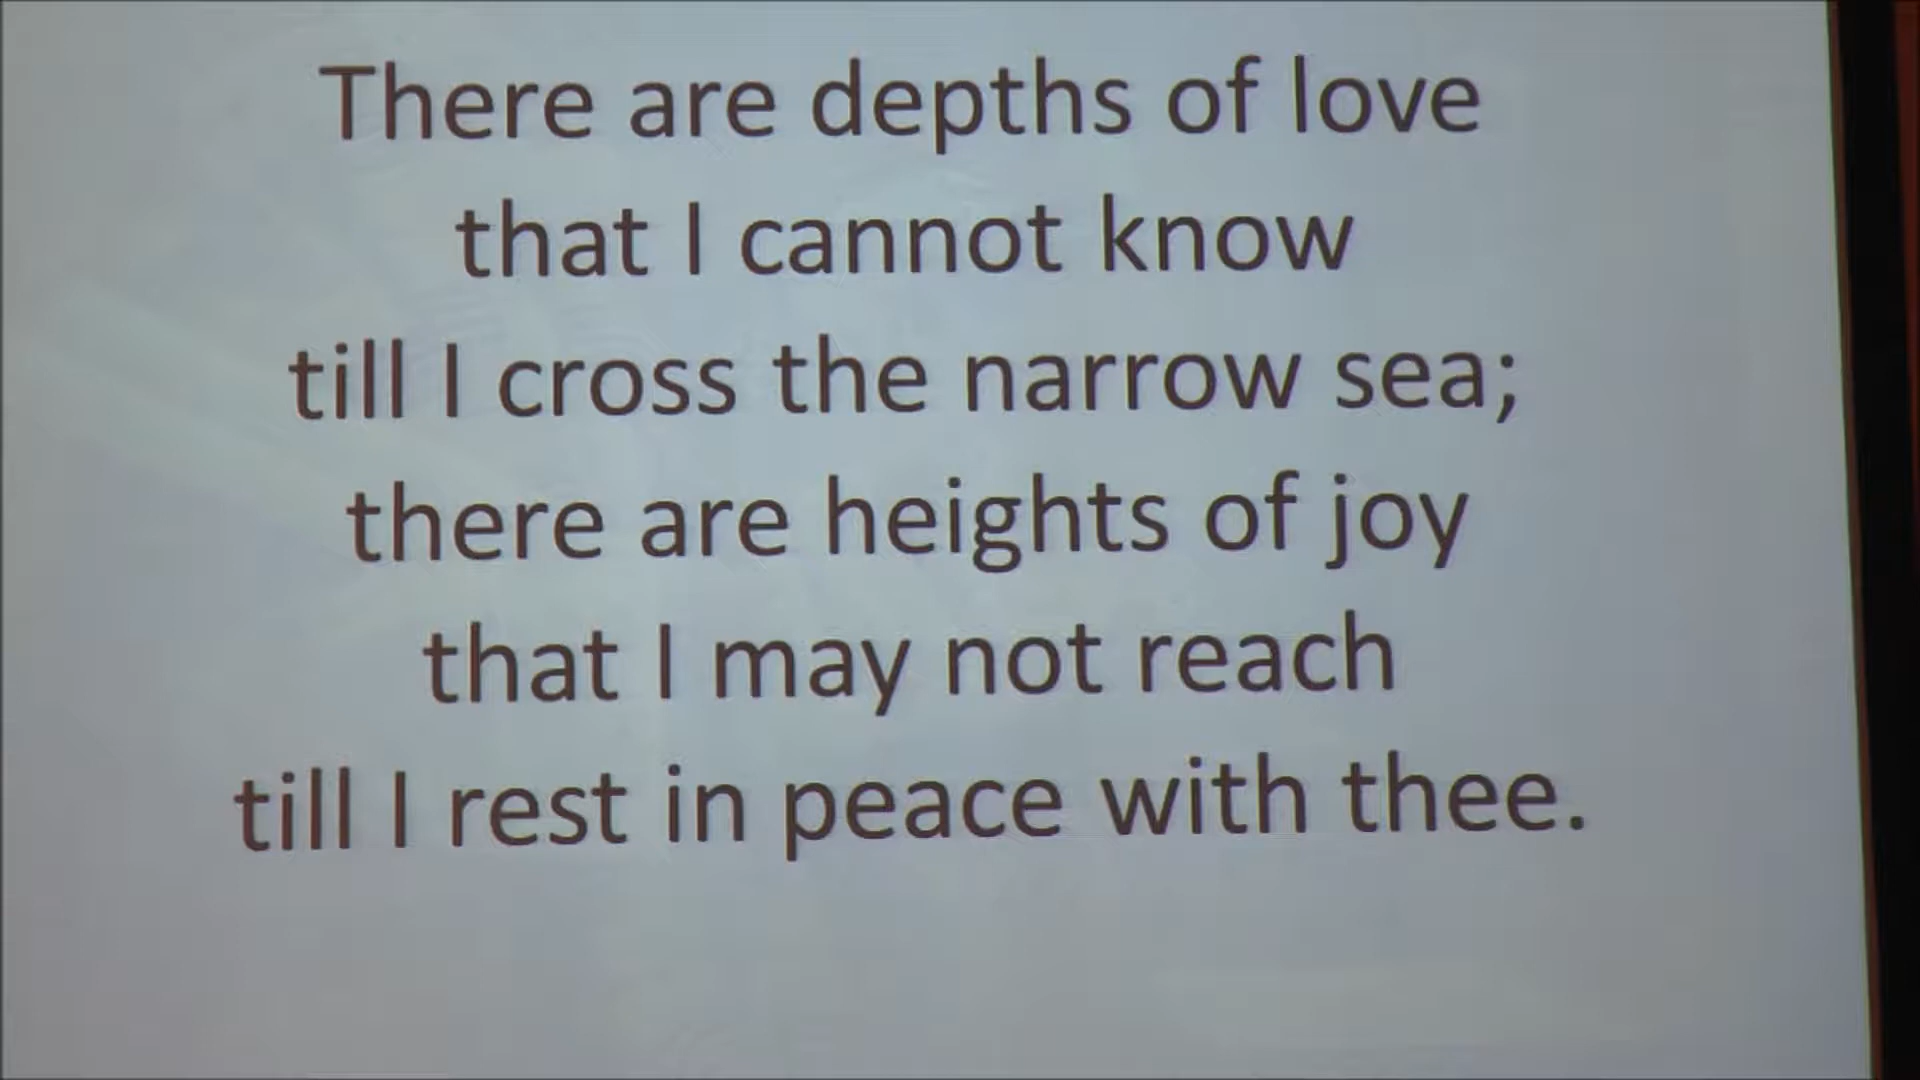 There are depths of love
that I cannot know
till I cross the narrow sea;
there are heights of joy
that I may not reach
till I rest in peace with thee.